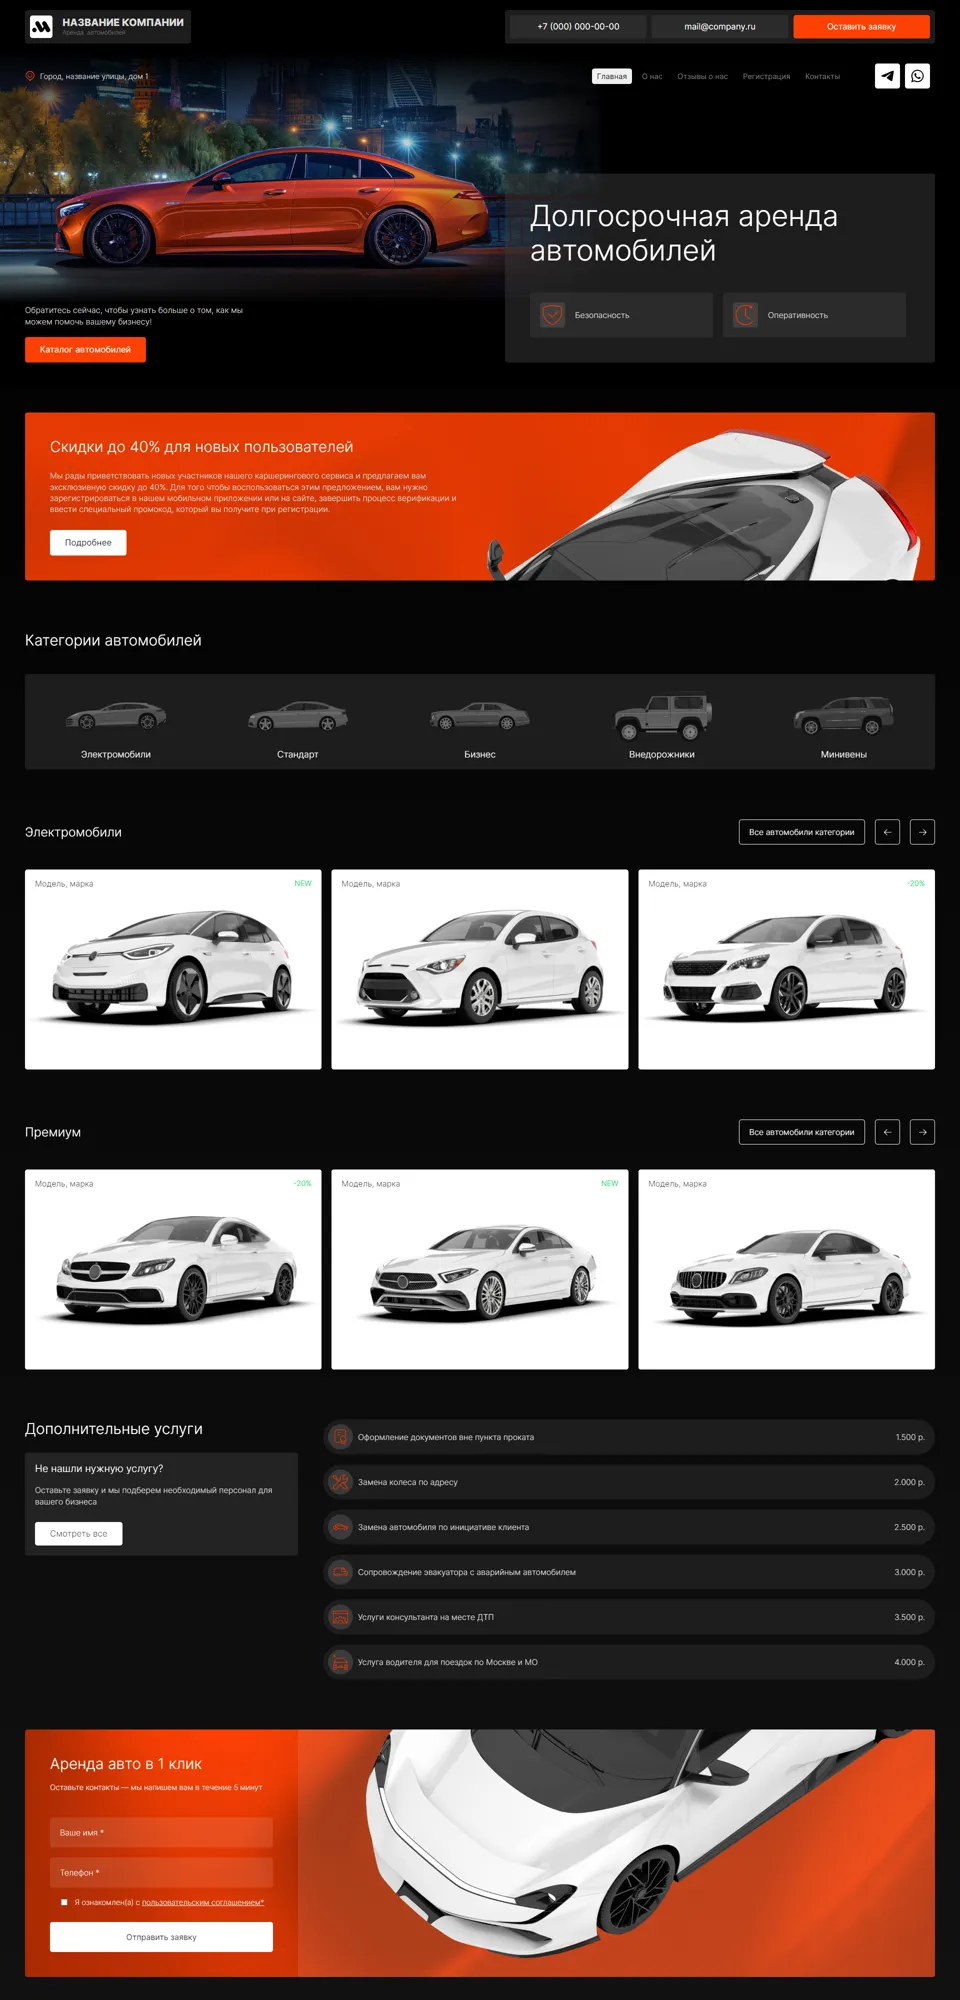 НАЗВАНИЕ КОМПАНИИ
Аренда автомобилей
+7 (000) 000-00-00
mail@company.ru
Оставить заявку
Город, название улицы, дом 1
Главная
О нас
Отзывы о нас
Регистрация
Контакты
Долгосрочная аренда
автомобилей
Безопасность
Оперативность
Обратитесь сейчас, чтобы узнать больше о том, как мы
можем помочь вашему бизнесу!
Каталог автомобилей
Скидки до 40% для новых пользователей
Мы рады приветствовать новых участников нашего каршерингового сервиса и предлагаем вам
эксклюзивную скидку до 40%. Для того чтобы воспользоваться этим предложением, вам нужно
зарегистрироваться в нашем мобильном приложении или на сайте, завершить процесс верификации и
ввести специальный промокод, который вы получите при регистрации.
Подробнее
Категории автомобилей
Электромобили
Стандарт
Бизнес
Внедорожники
Минивены
Электромобили
Все автомобили категории
Модель, марка
NEW
Модель, марка
Модель, марка
-20%
Премиум
Все автомобили категории
Модель, марка
-20%
Модель, марка
NEW
Модель, марка
Дополнительные услуги
Не нашли нужную услугу?
Оставьте заявку и мы подберем необходимый персонал для
вашего бизнеса
Смотреть все
Оформление документов вне пункта проката
1.500 р.
Замена колеса по адресу
2.000 р.
Замена автомобиля по инициативе клиента
2.500 р.
Сопровождение эвакуатора с аварийным автомобилем
3.000 р.
Услуги консультанта на месте ДТП
3.500 р.
Услуга водителя для поездок по Москве и МО
4.000 р.
Аренда авто в 1 клик
Оставьте контакты — мы напишем вам в течение 5 минут
Ваше имя *
Телефон *
Я ознакомлен(а) с пользовательским соглашением*
Отправить заявку